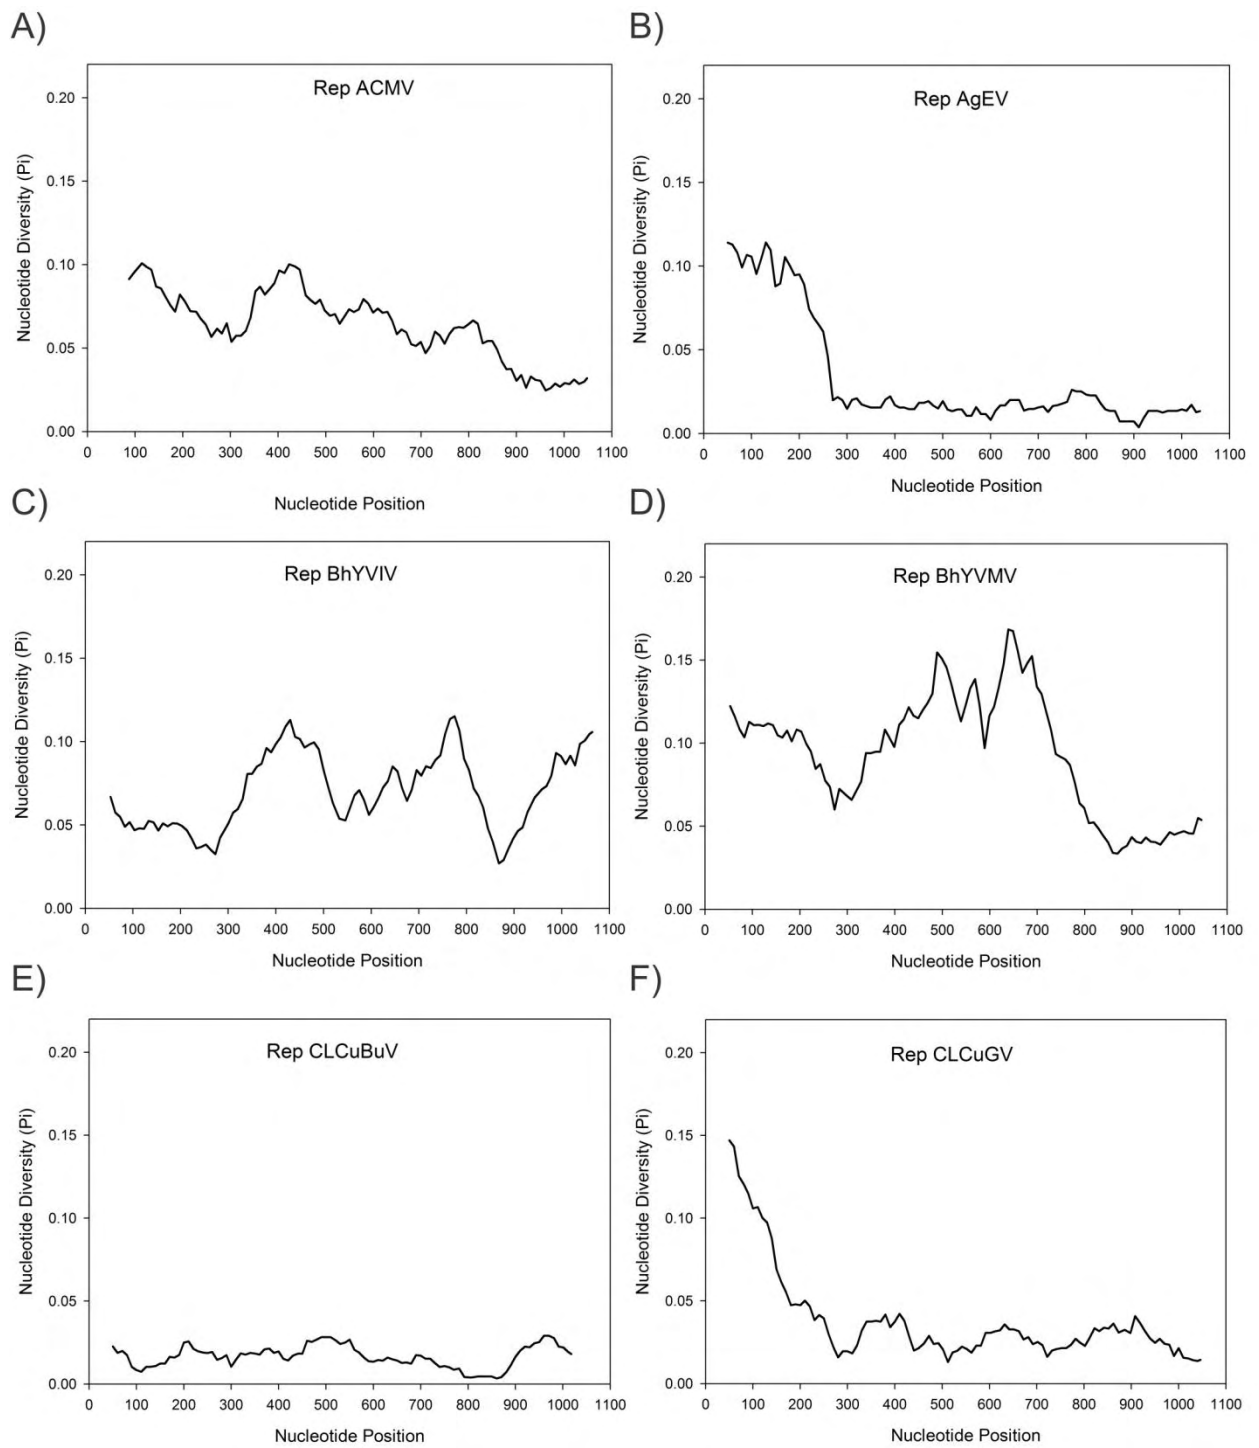 A)
Rep ACMV
Nucleotide Diversity (Pi)
0.20
0.15
0.10
0.05
0.00
0 100 200 300 400 500 600 700 800 900 1000 1100
Nucleotide Position
B)
Rep AgEV
Nucleotide Diversity (Pi)
0.20
0.15
0.10
0.05
0.00
0 100 200 300 400 500 600 700 800 900 1000 1100
Nucleotide Position
C)
Rep BhYVIV
Nucleotide Diversity (Pi)
0.20
0.15
0.10
0.05
0.00
0 100 200 300 400 500 600 700 800 900 1000 1100
Nucleotide Position
D)
Rep BhYVMV
Nucleotide Diversity (Pi)
0.20
0.15
0.10
0.05
0.00
0 100 200 300 400 500 600 700 800 900 1000 1100
Nucleotide Position
E)
Rep CLCuBuV
Nucleotide Diversity (Pi)
0.20
0.15
0.10
0.05
0.00
0 100 200 300 400 500 600 700 800 900 1000 1100
Nucleotide Position
F)
Rep CLCuGV
Nucleotide Diversity (Pi)
0.20
0.15
0.10
0.05
0.00
0 100 200 300 400 500 600 700 800 900 1000 1100
Nucleotide Position